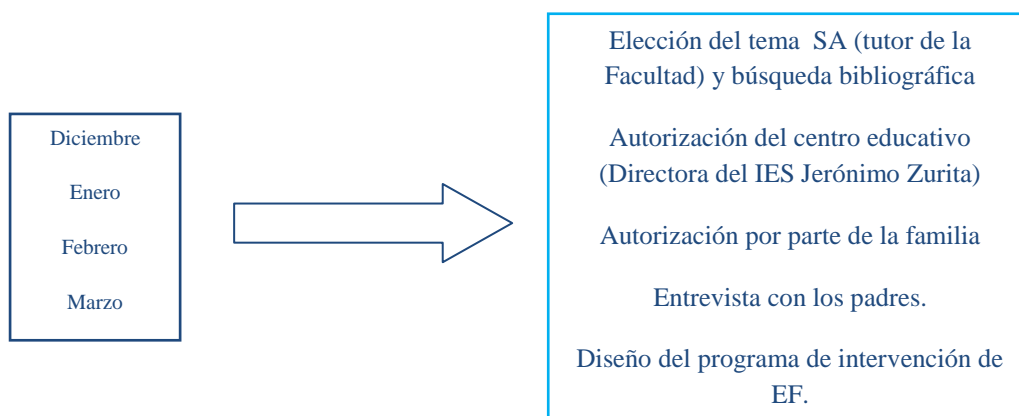 Diciembre
Enero
Febrero
Marzo
Elección del tema SA (tutor de la
Facultad) y búsqueda bibliográfica
Autorización del centro educativo
(Directora del IES Jerónimo Zurita)
Autorización por parte de la familia
Entrevista con los padres.
Diseño del programa de intervención de
EF.